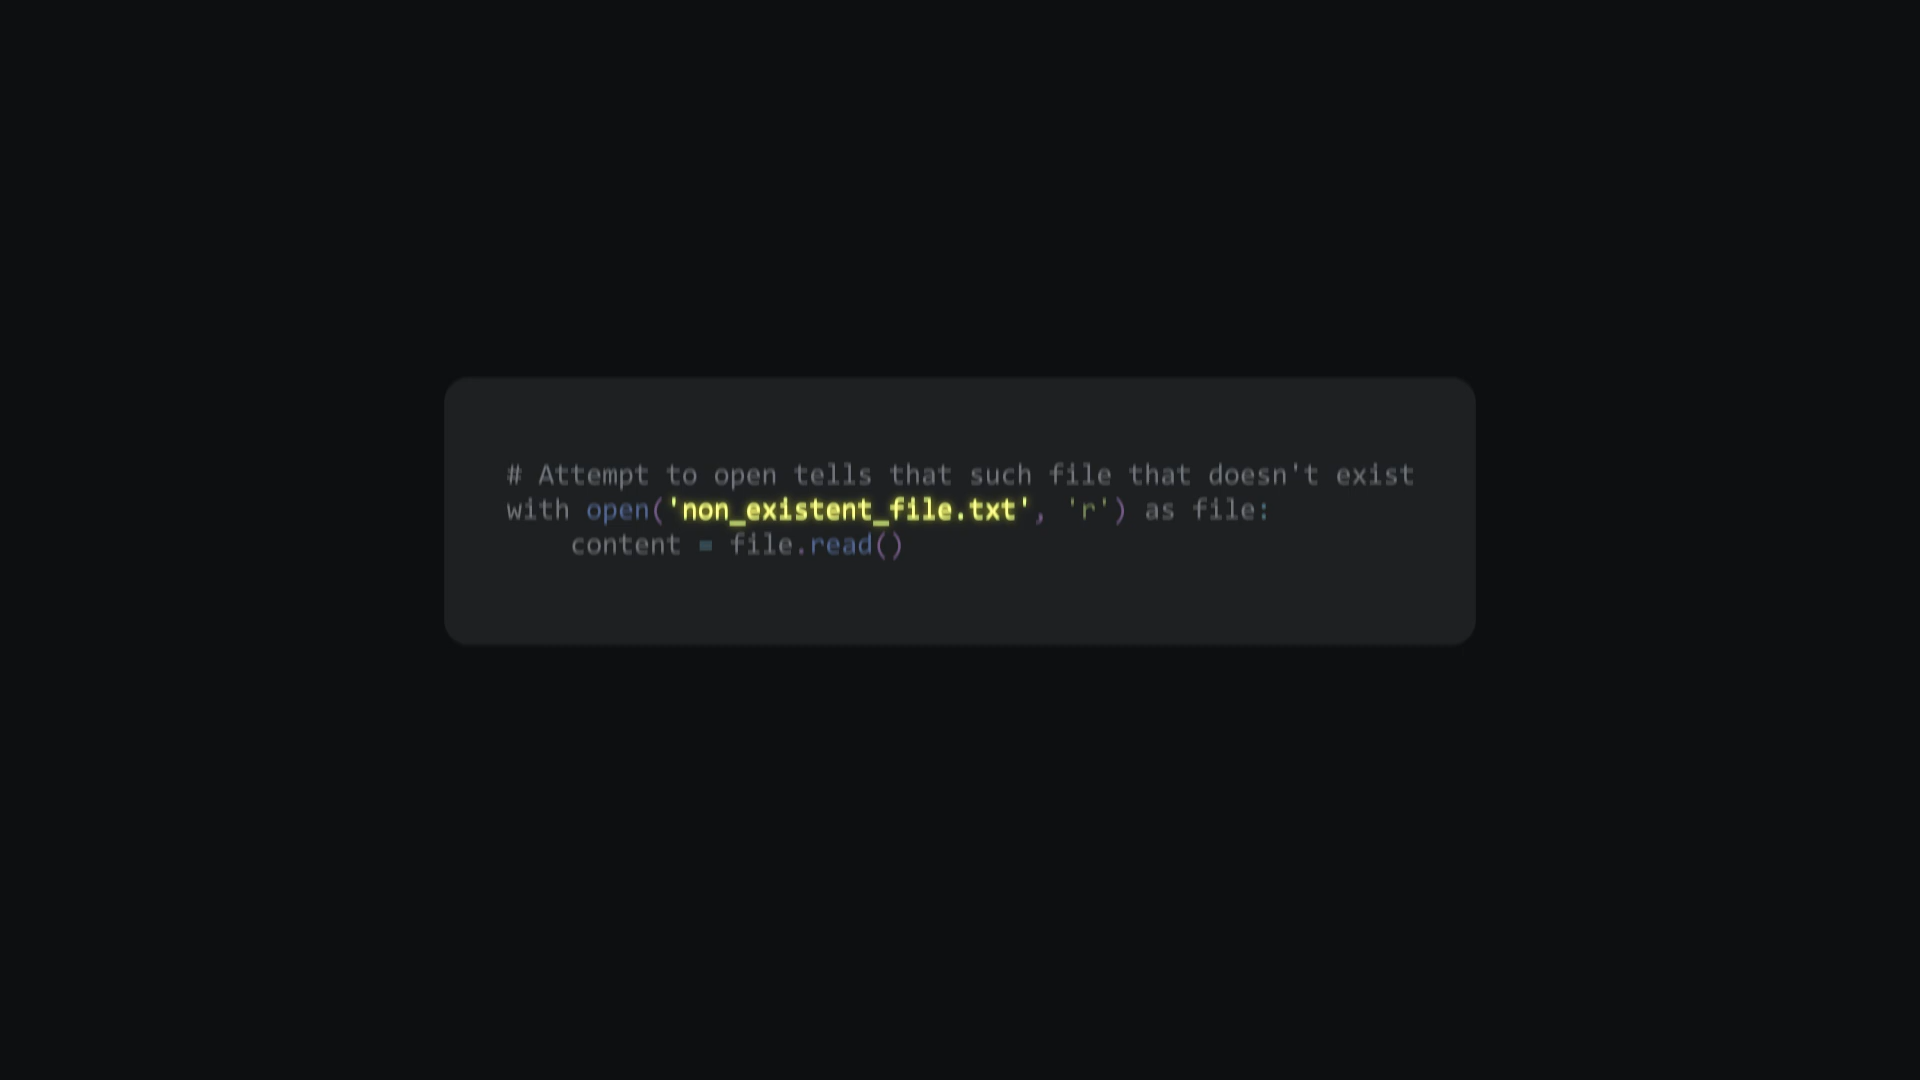 # Attempt to open tells that such file that doesn't exist
with open('non_existent_file.txt', 'r') as file:
    content = file.read()